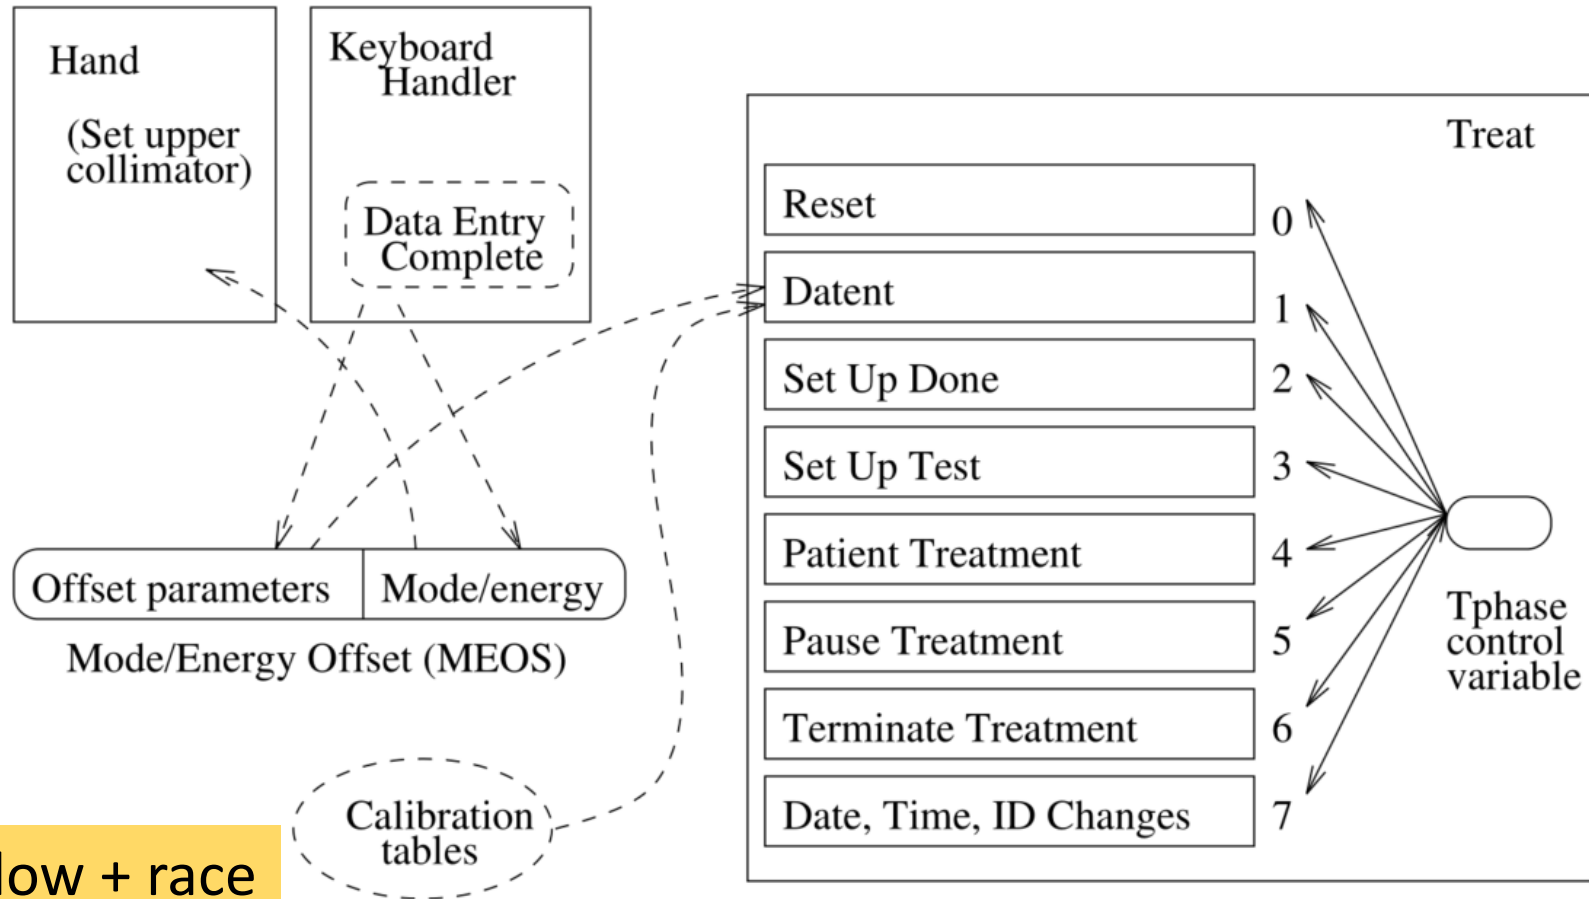 Hand
(Set upper
collimator)
Keyboard
Handler
Data Entry
Complete
Offset parameters
Mode/energy
Mode/Energy Offset (MEOS)
Calibration
tables
+ race
Treat
Reset
0
Datent
1
Set Up Done
2
Set Up Test
3
Patient Treatment
4
Pause Treatment
5
Terminate Treatment
6
Date, Time, ID Changes
7
Tphase
control
variable